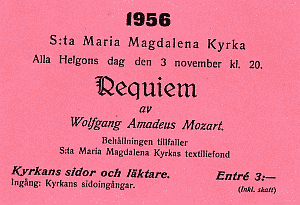 1956
S:ta Maria Magdalena Kyrka
Alla Helgons dag den 3 november kl. 20.
Requiem
av
Wolfgang Amadeus Mozart.
Behållningen tillfaller
S:ta Maria Magdalena Kyrkas textillefond
Kyrkans sidor och läktare. Entré 3:—
Ingång: Kyrkans sidoingångar. (Inkl. skatt)